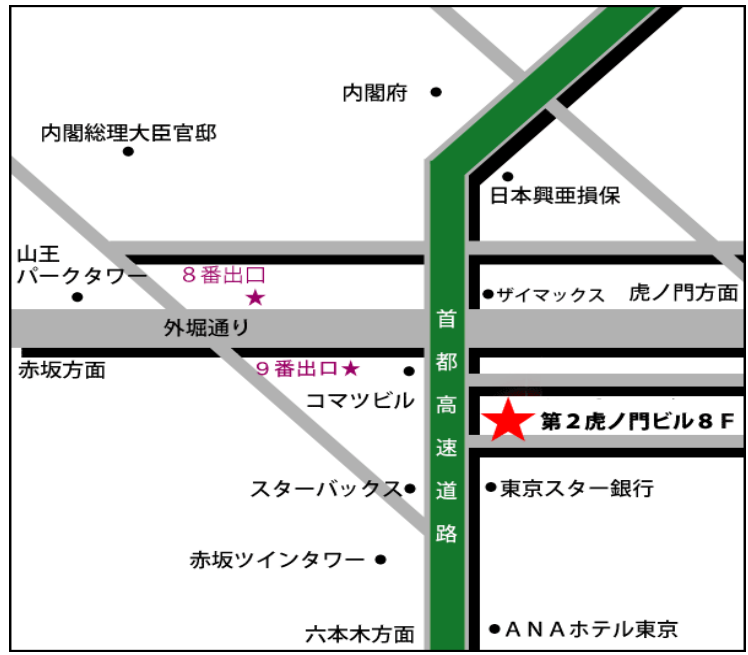 内閣府
内閣総理大臣官邸
日本興亜損保
山王
パークタワー
8番出口
ザイマックス
虎ノ門方面
外堀通り
首都高速道路
赤坂方面
9番出口
コマツビル
第2虎ノ門ビル8F
スターバックス
東京スター銀行
赤坂ツインタワー
六本木方面
ANAホテル東京